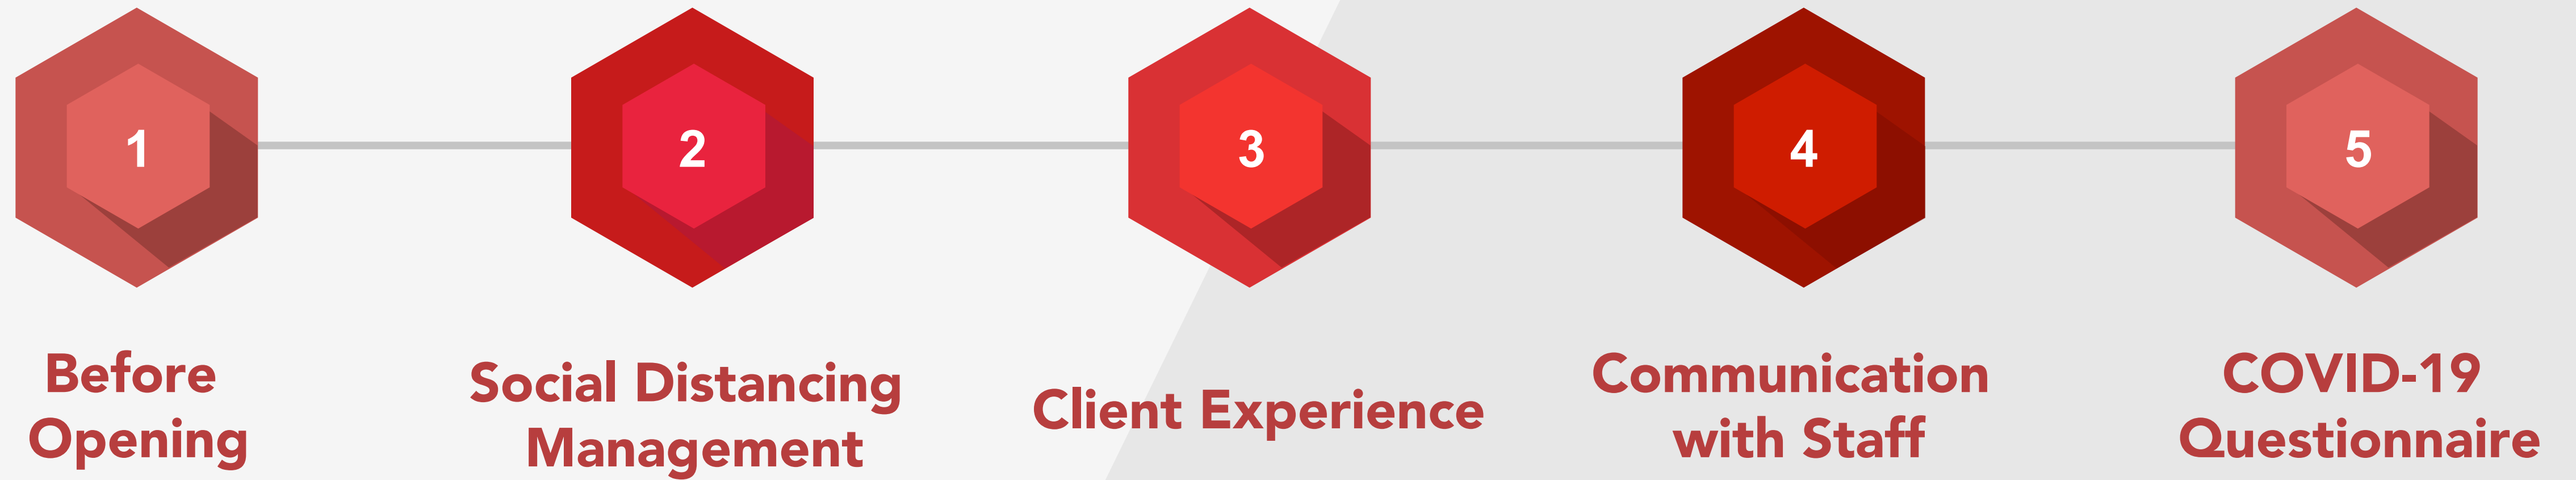 1
Before
Opening
2
Social Distancing
Management
3
Client Experience
4
Communication
with Staff
5
COVID-19
Questionnaire